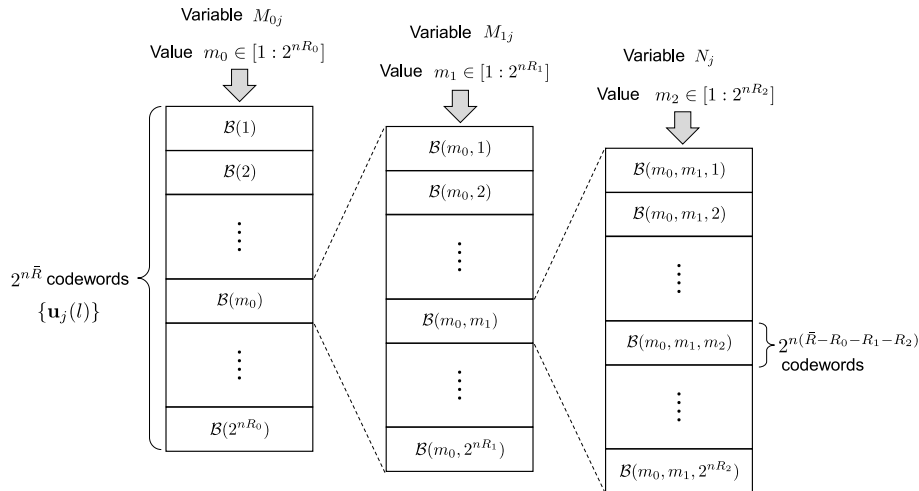 Variable $M_{0j}$
Value $m_0 \in [1 : 2^{nR_0}]$
$\mathcal{B}(1)$
$\mathcal{B}(2)$
⋮
$\mathcal{B}(m_0)$
⋮
$\mathcal{B}(2^{nR_0})$
$2^{n\bar{R}}$ codewords
$\{\mathbf{u}_j(l)\}$
Variable $M_{1j}$
Value $m_1 \in [1 : 2^{nR_1}]$
$\mathcal{B}(m_0, 1)$
$\mathcal{B}(m_0, 2)$
⋮
$\mathcal{B}(m_0, m_1)$
⋮
$\mathcal{B}(m_0, 2^{nR_1})$
Variable $N_j$
Value $m_2 \in [1 : 2^{nR_2}]$
$\mathcal{B}(m_0, m_1, 1)$
$\mathcal{B}(m_0, m_1, 2)$
⋮
$\mathcal{B}(m_0, m_1, m_2)$
⋮
$\mathcal{B}(m_0, m_1, 2^{nR_2})$
$2^{n(\bar{R}-R_0-R_1-R_2)}$
codewords